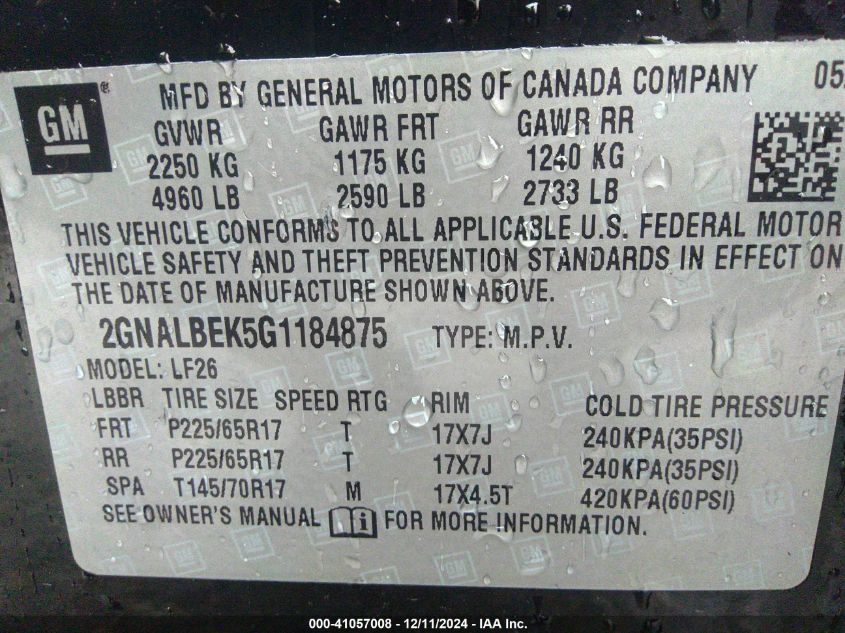 GM ® MFD BY GENERAL MOTORS OF CANADA COMPANY 05
GVWR GAWR FRT GAWR RR
2250 KG 1175 KG 1240 KG
4960 LB 2590 LB 2733 LB
THIS VEHICLE CONFORMS TO ALL APPLICABLE U.S. FEDERAL MOTOR
VEHICLE SAFETY AND THEFT PREVENTION STANDARDS IN EFFECT ON
THE DATE OF MANUFACTURE SHOWN ABOVE.
2GNALBEK5G1184875 TYPE: M.P.V.
MODEL: LF26
LBBR TIRE SIZE SPEED RTG RIM COLD TIRE PRESSURE
FRT P225/65R17 T 17X7J 240KPA(35PSI)
RR P225/65R17 T 17X7J 240KPA(35PSI)
SPA T145/70R17 M 17X4.5T 420KPA(60PSI)
SEE OWNER'S MANUAL FOR MORE INFORMATION.
000-41057008 - 12/11/2024 - IAA Inc.